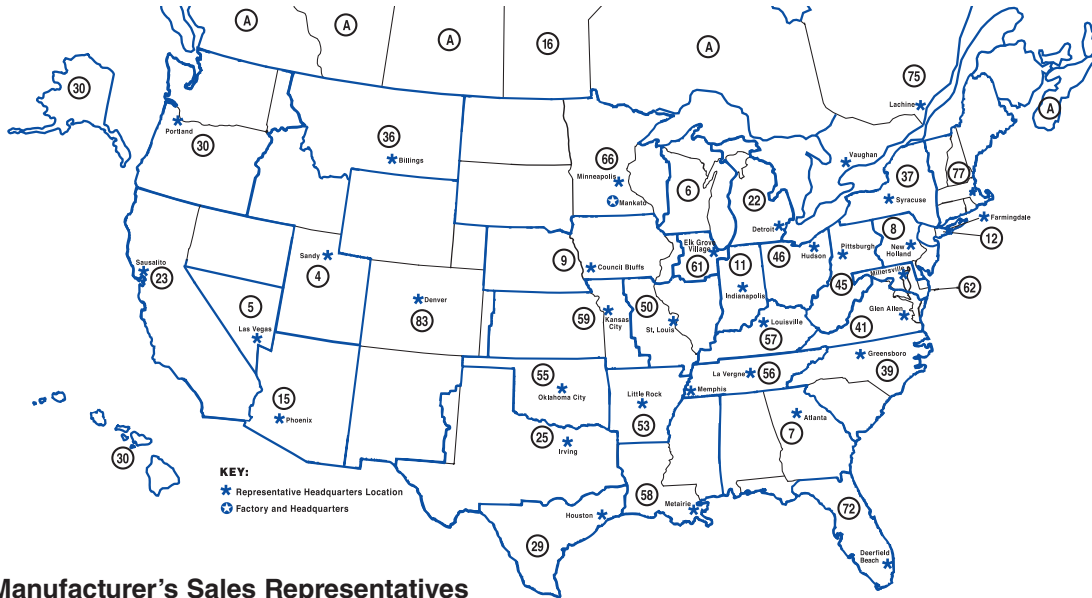 A
A
A
16
A
75
Lachine
A
30
Portland
30
36
Billings
66
Minneapolis
Mankato
6
22
Detroit
Vaughan
37
Syracuse
77
Farmingdale
12
8
New
Holland
Pittsburgh
Hudson
46
Elk Grove
Village
61
11
Indianapolis
45
Millersville
62
Glen Allen
41
Sausalito
23
Sandy
4
5
Las Vegas
Denver
83
9
Council Bluffs
59
Kansas
City
50
St, Louis
Louisville
57
La Vergne
56
Memphis
Greensboro
39
15
Phoenix
55
Oklahoma City
Little Rock
53
25
Irving
Atlanta
7
30
58
Metairie
Houston
29
72
Deerfield
Beach
KEY:
Representative Headquarters Location
Factory and Headquarters
Manufacturer's Sales Representatives